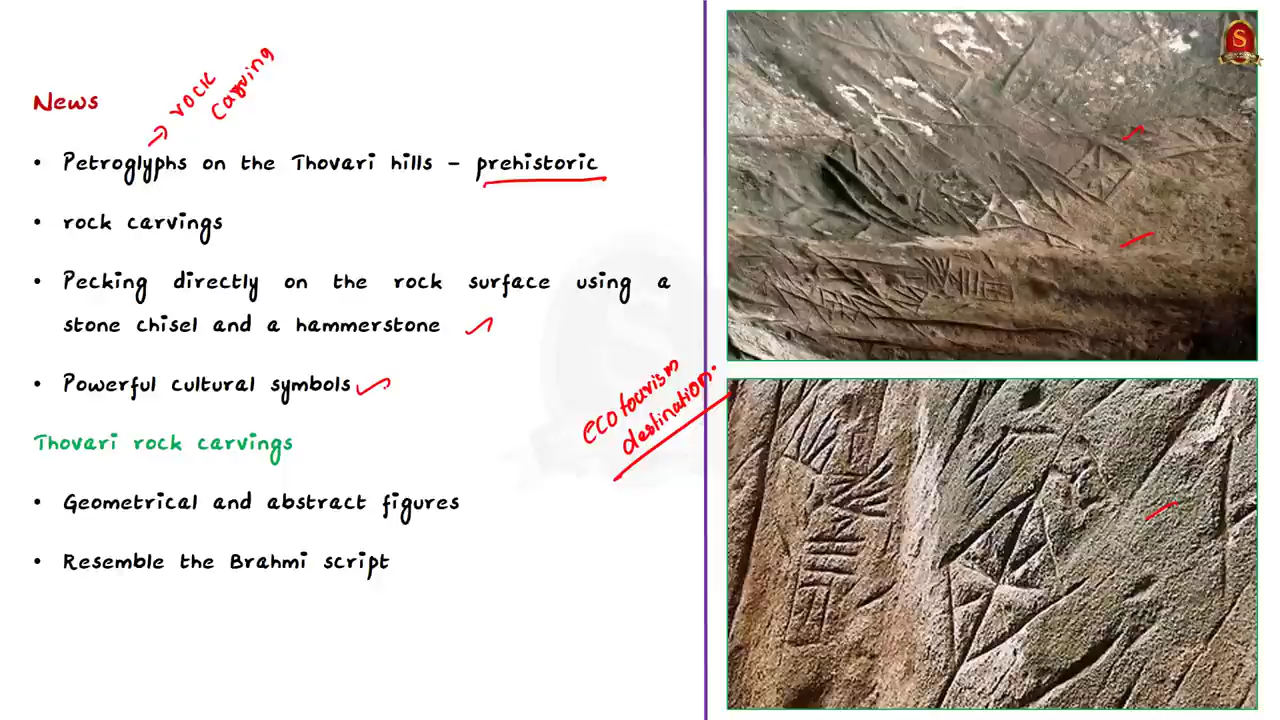 News
rock
carving
• Petroglyphs on the Thovari hills – prehistoric
• rock carvings
• Pecking directly on the rock surface using a
stone chisel and a hammerstone
• Powerful cultural symbols
eco tourism
destination.
Thovari rock carvings
• Geometrical and abstract figures
• Resemble the Brahmi script
S